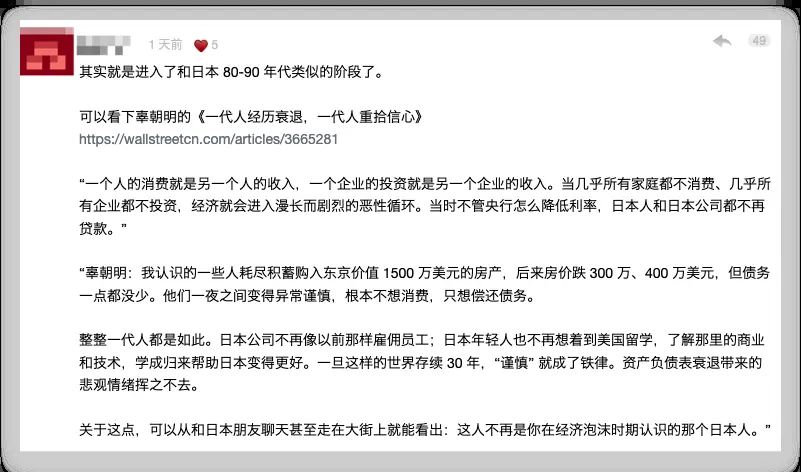 1 天前 5
49
其实就是进入了和日本 80-90 年代类似的阶段了。
可以看下辜朝明的《一代人经历衰退，一代人重拾信心》
https://wallstreetcn.com/articles/3665281
“一个人的消费就是另一个人的收入，一个企业的投资就是另一个企业的收入。当几乎所有家庭都不消费、几乎所
有企业都不投资，经济就会进入漫长而剧烈的恶性循环。当时不管央行怎么降低利率，日本人和日本公司都不再
贷款。”
“辜朝明：我认识的一些人耗尽积蓄购入东京价值 1500 万美元的房产，后来房价跌 300 万、400 万美元，但债务
一点都没少。他们一夜之间变得异常谨慎，根本不想消费，只想偿还债务。
整整一代人都是如此。日本公司不再像以前那样雇佣员工；日本年轻人也不再想着到美国留学，了解那里的商业
和技术，学成归来帮助日本变得更好。一旦这样的世界存续 30 年，“谨慎” 就成了铁律。资产负债表衰退带来的
悲观情绪挥之不去。
关于这点，可以从和日本朋友聊天甚至走在大街上就能看出：这人不再是你在经济泡沫时期认识的那个日本人。”